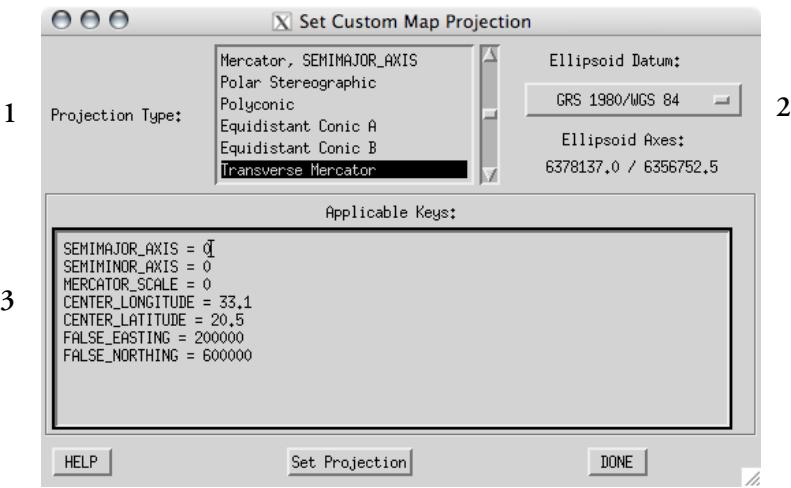 Set Custom Map Projection
1
Projection Type:
Mercator, SEMIMAJOR_AXIS
Polar Stereographic
Polyconic
Equidistant Conic A
Equidistant Conic B
Transverse Mercator
Ellipsoid Datum:
GRS 1980/WGS 84
2
Ellipsoid Axes:
6378137.0 / 6356752.5
Applicable Keys:
3
SEMIMAJOR_AXIS = 0
SEMIMINOR_AXIS = 0
MERCATOR_SCALE = 0
CENTER_LONGITUDE = 33.1
CENTER_LATITUDE = 20.5
FALSE_EASTING = 200000
FALSE_NORTHING = 600000
HELP
Set Projection
DONE